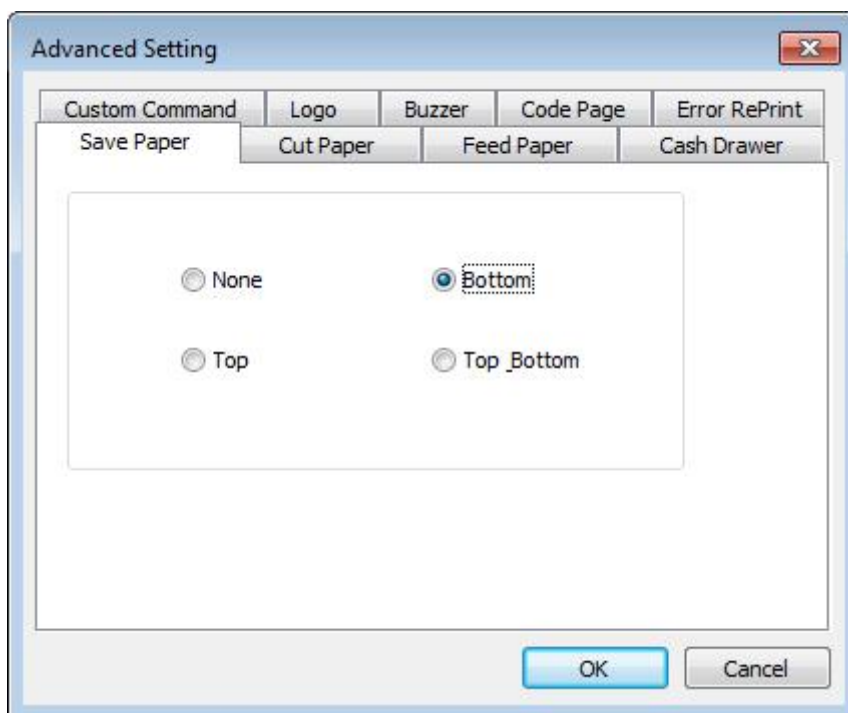 Advanced Setting
Custom Command Logo Buzzer Code Page Error RePrint
Save Paper Cut Paper Feed Paper Cash Drawer
None Bottom
Top Top_Bottom
OK Cancel